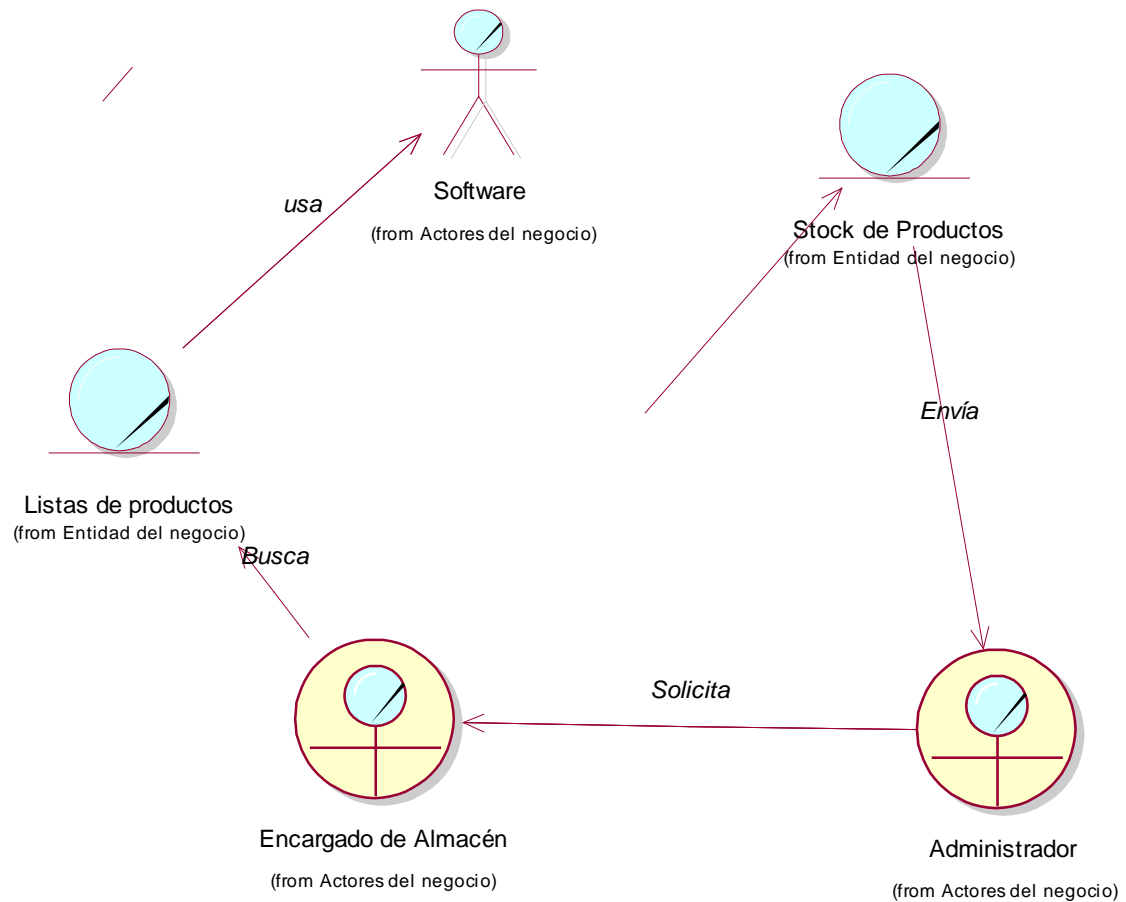 Software
(from Actores del negocio)
usa
Stock de Productos
(from Entidad del negocio)
Envía
Listas de productos
(from Entidad del negocio)
Busca
Solicita
Encargado de Almacén
(from Actores del negocio)
Administrador
(from Actores del negocio)